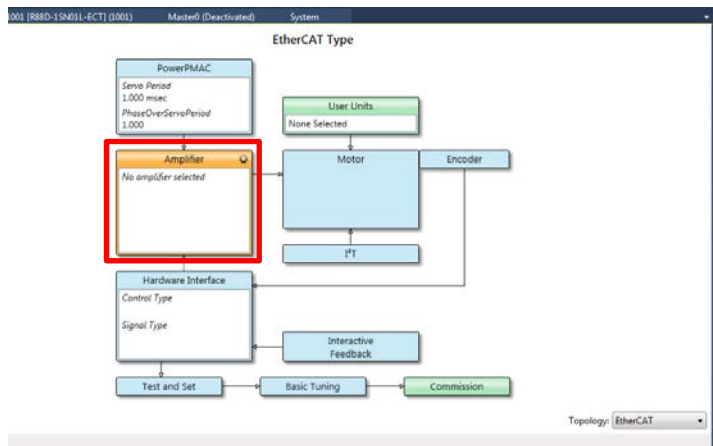 1001 [R88D-1SN01L-ECT] (1001) Master0 (Deactivated) System
EtherCAT Type
PowerPMAC
Servo Period
1.000 msec
PhaseOverServoPeriod
1.000
User Units
None Selected
Amplifier
No amplifier selected
Motor
Encoder
I²T
Hardware Interface
Control Type
Signal Type
Interactive
Feedback
Test and Set
Basic Tuning
Commission
Topology: EtherCAT